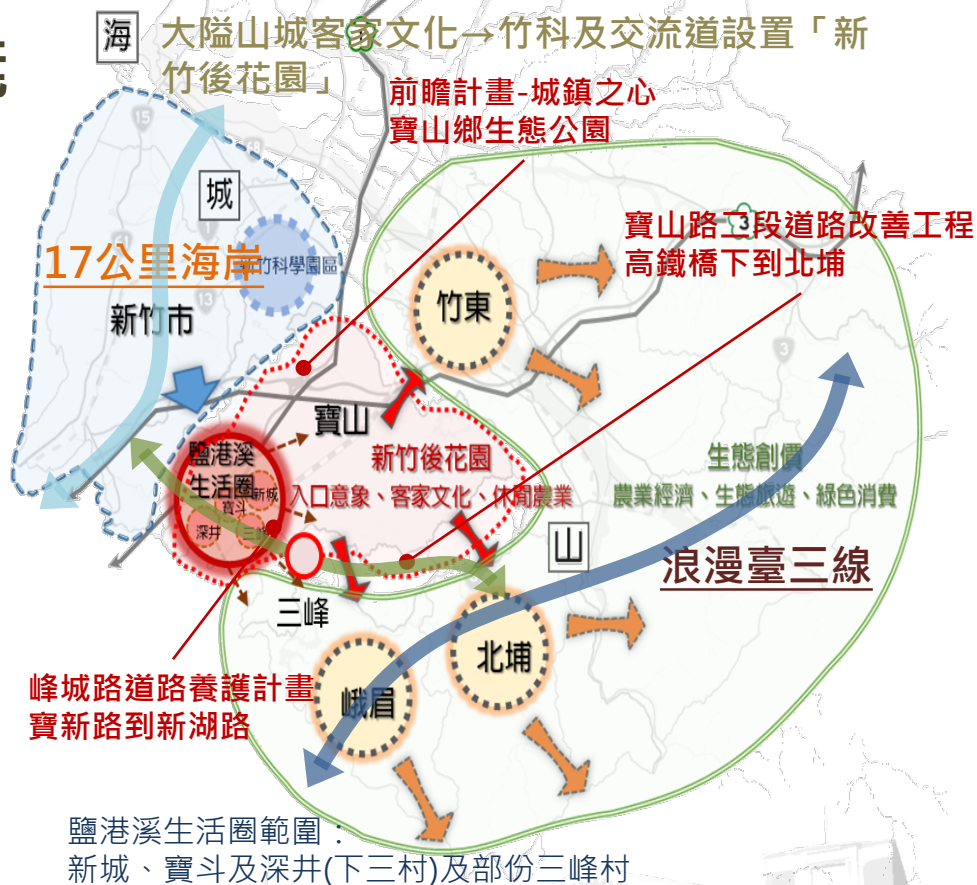 海
大隘山城客家文化→竹科及交流道設置「新
竹後花園」
前瞻計畫-城鎮之心
寶山鄉生態公園
城
寶山路二段道路改善工程
高鐵橋下到北埔
17公里海岸
新竹科學園區
新竹市
竹東
3
3
15
68
13
寶山
鹽港溪
生活圈
新城
寶斗
深井
三峰
新竹後花園
入口意象、客家文化、休閒農業
生態創價
農業經濟、生態旅遊、綠色消費
山
浪漫臺三線
三峰
北埔
峨眉
峰城路道路養護計畫
寶新路到新湖路
鹽港溪生活圈範圍：
新城、寶斗及深井(下三村)及部份三峰村